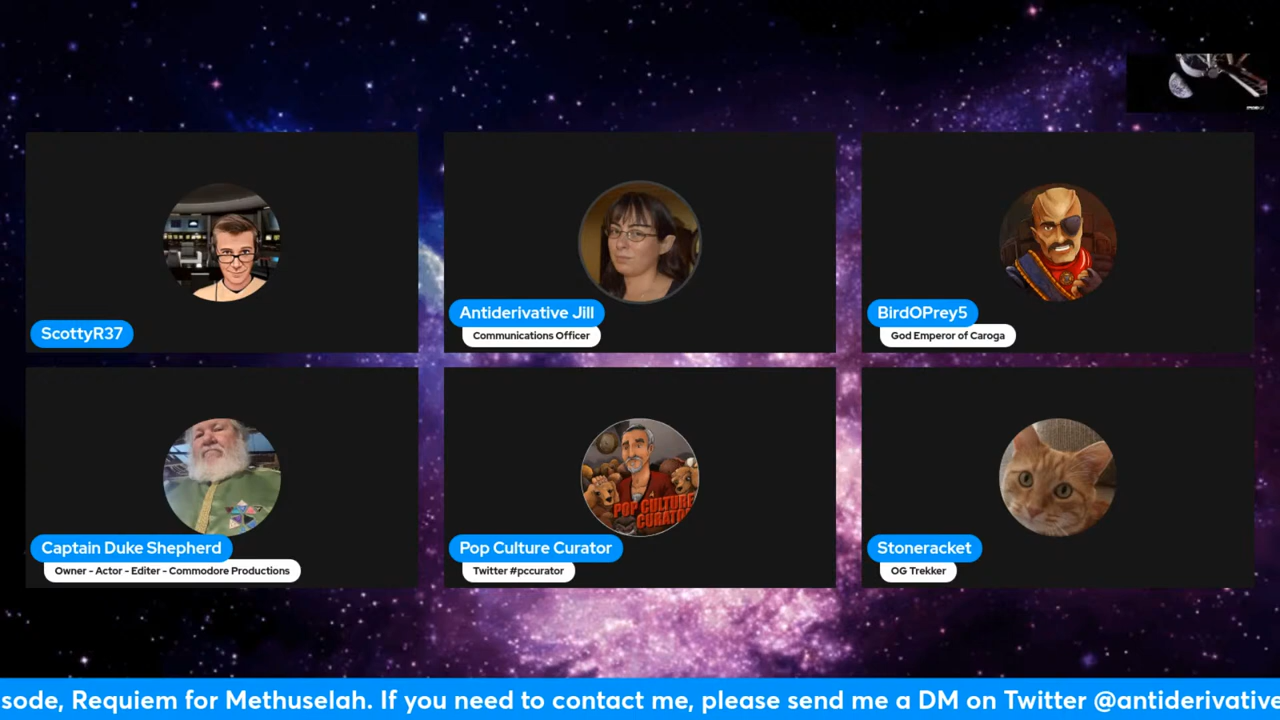 ScottyR37
Antiderivative Jill
Communications Officer
BirdOPrey5
God Emperor of Caroga
Captain Duke Shepherd
Owner - Actor - Editer - Commodore Productions
POP CULTURE
Pop Culture Curator
Twitter #pccurator
Stoneracket
OG Trekker
sode, Requiem for Methuselah. If you need to contact me, please send me a DM on Twitter @antiderivative